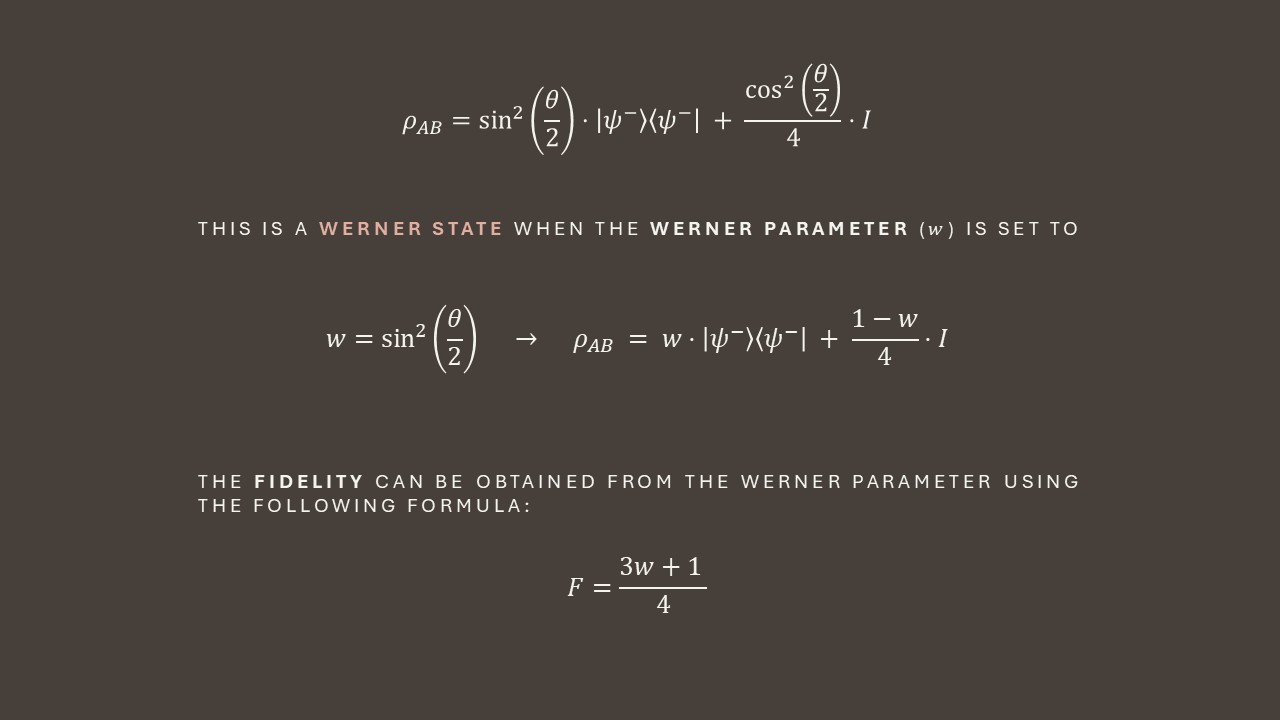 ρ_AB = sin² (θ/2) · |ψ⁻⟩⟨ψ⁻| + cos² (θ/2) / 4 · I
THIS IS A WERNER STATE WHEN THE WERNER PARAMETER (w) IS SET TO
w = sin² (θ/2) → ρ_AB = w · |ψ⁻⟩⟨ψ⁻| + (1 − w)/4 · I
THE FIDELITY CAN BE OBTAINED FROM THE WERNER PARAMETER USING
THE FOLLOWING FORMULA:
F = (3w + 1)/4